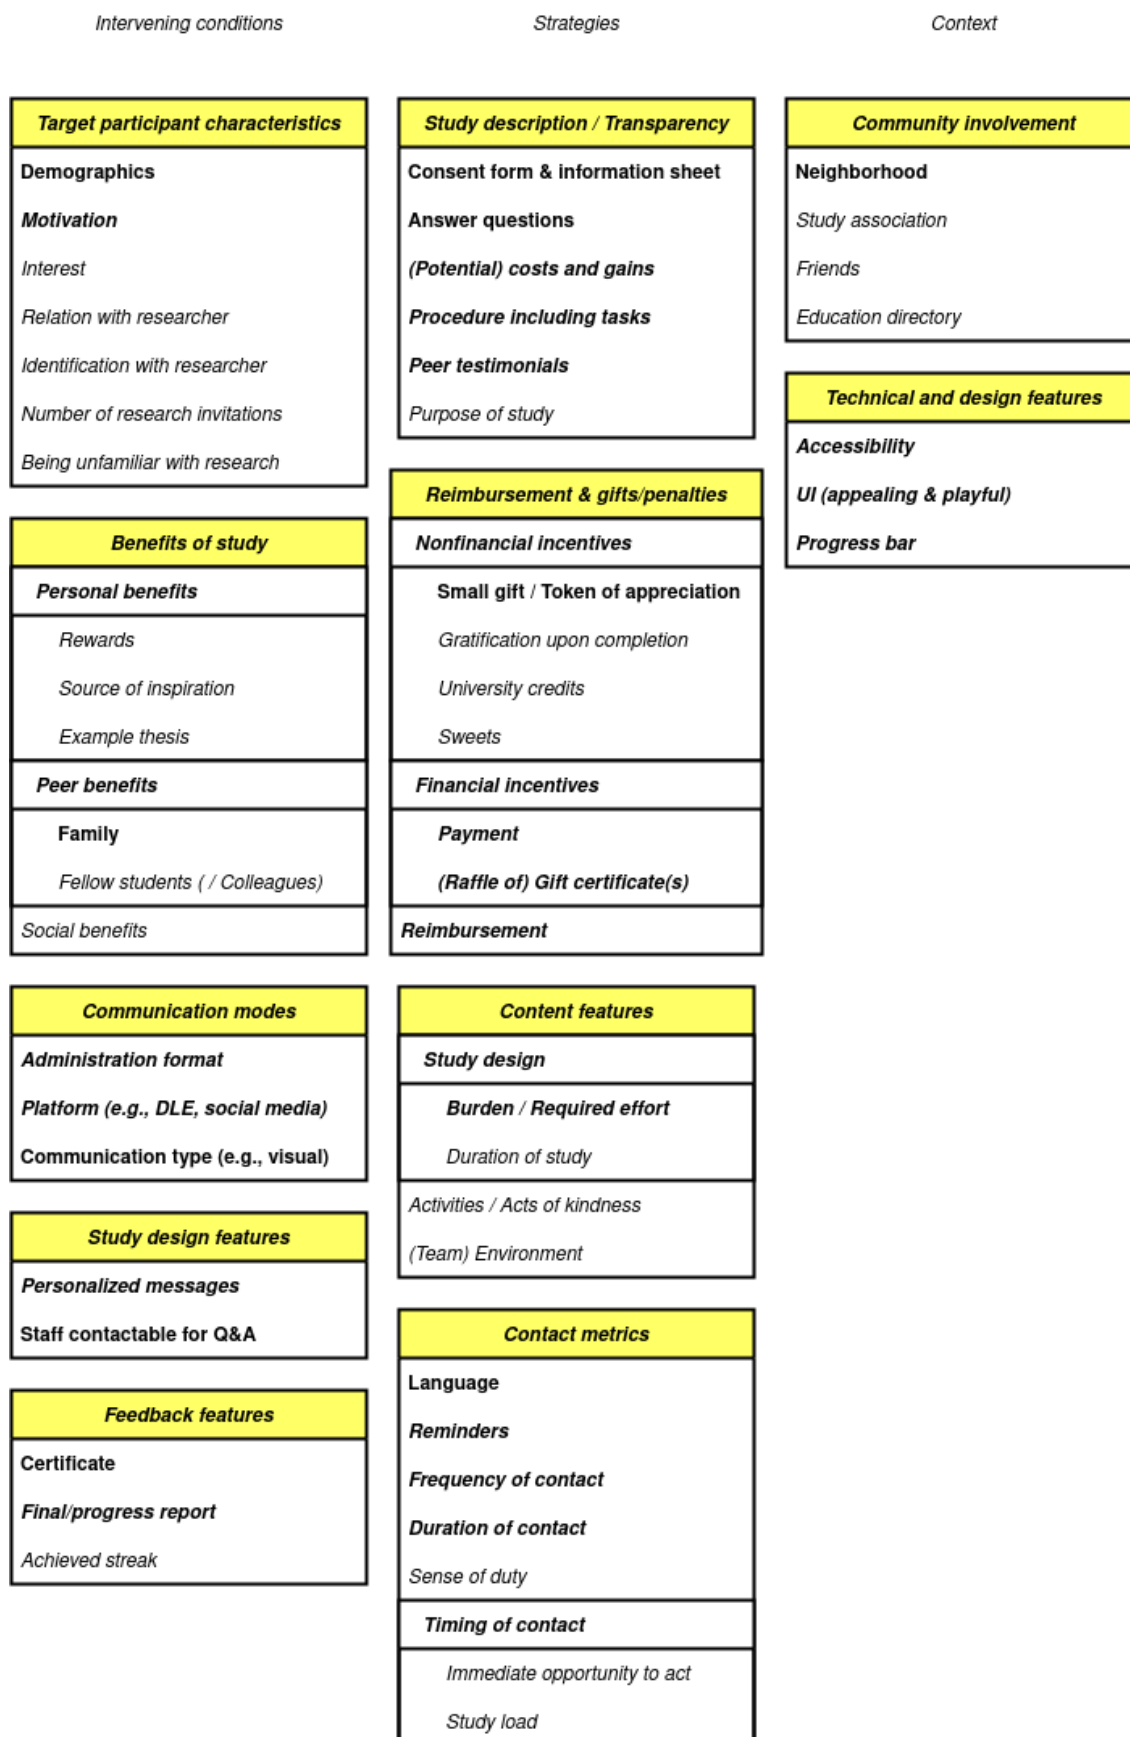 Intervening conditions
Strategies
Context
Target participant characteristics
Demographics
Motivation
Interest
Relation with researcher
Identification with researcher
Number of research invitations
Being unfamiliar with research
Benefits of study
Personal benefits
Rewards
Source of inspiration
Example thesis
Peer benefits
Family
Fellow students ( / Colleagues)
Social benefits
Communication modes
Administration format
Platform (e.g., DLE, social media)
Communication type (e.g., visual)
Study design features
Personalized messages
Staff contactable for Q&A
Feedback features
Certificate
Final/progress report
Achieved streak
Study description / Transparency
Consent form & information sheet
Answer questions
(Potential) costs and gains
Procedure including tasks
Peer testimonials
Purpose of study
Reimbursement & gifts/penalties
Nonfinancial incentives
Small gift / Token of appreciation
Gratification upon completion
University credits
Sweets
Financial incentives
Payment
(Raffle of) Gift certificate(s)
Reimbursement
Content features
Study design
Burden / Required effort
Duration of study
Activities / Acts of kindness
(Team) Environment
Contact metrics
Language
Reminders
Frequency of contact
Duration of contact
Sense of duty
Timing of contact
Immediate opportunity to act
Study load
Community involvement
Neighborhood
Study association
Friends
Education directory
Technical and design features
Accessibility
UI (appealing & playful)
Progress bar